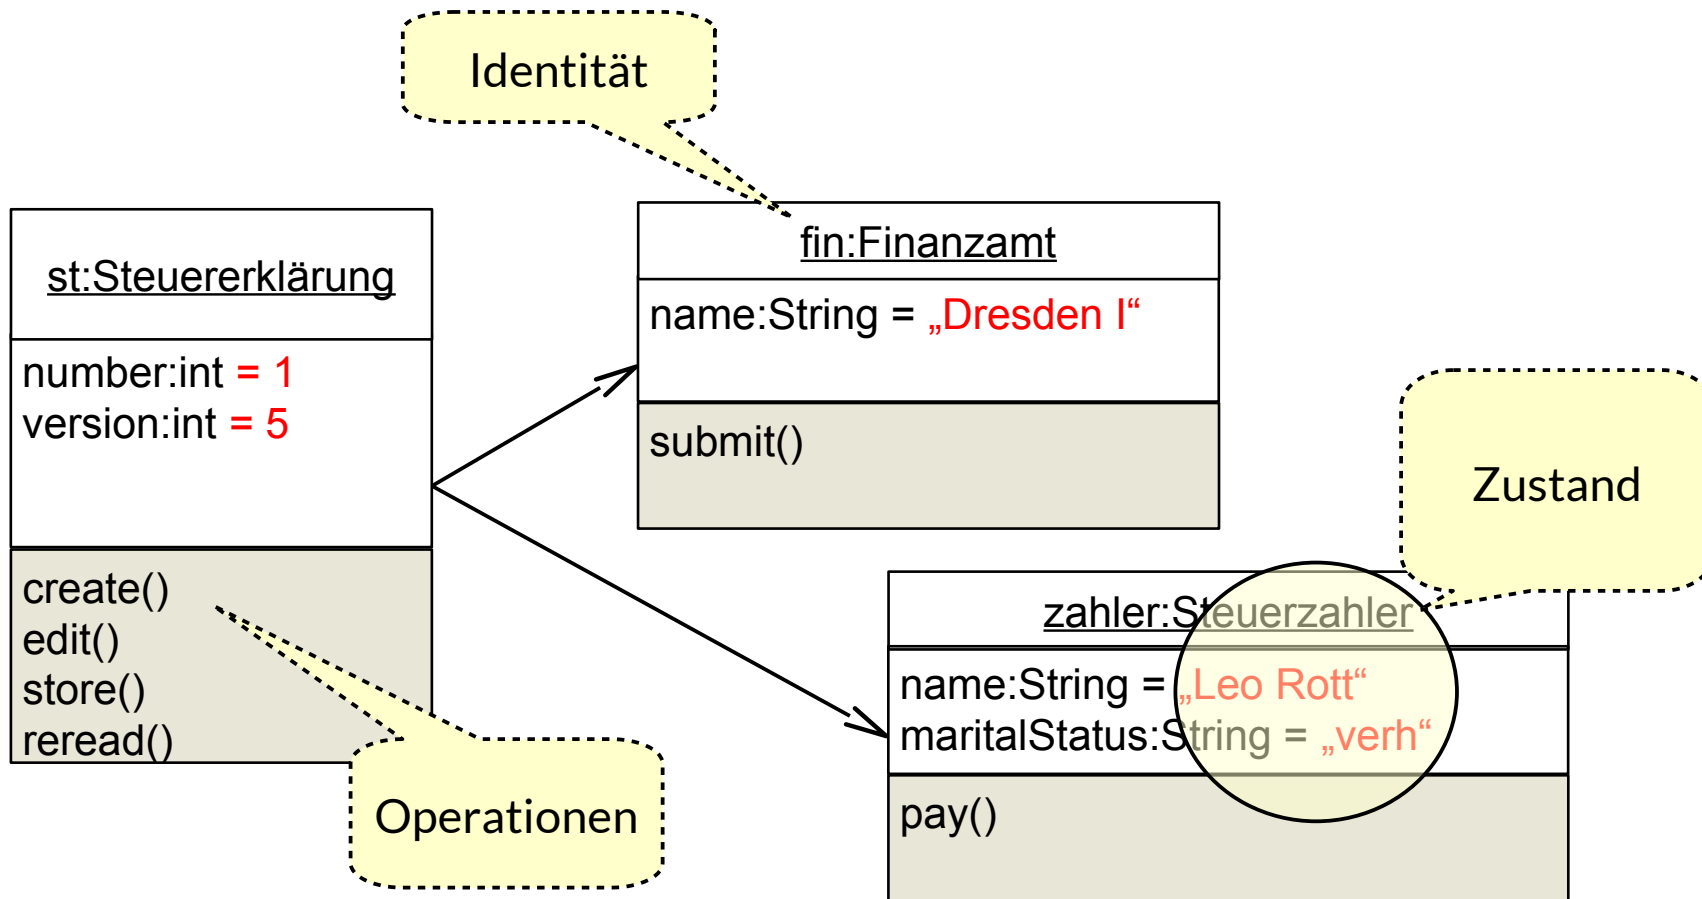 Identität
st:Steuererklärung
number:int = 1
version:int = 5
create()
edit()
store()
reread()
Operationen
fin:Finanzamt
name:String = „Dresden I“
submit()
Zustand
zahler:Steuerzahler
name:String = „Leo Rott“
maritalStatus:String = „verh“
pay()